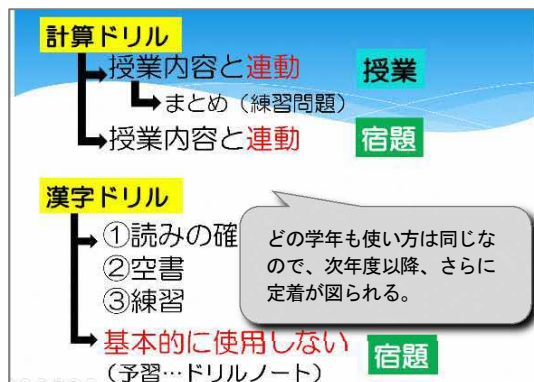 計算ドリル
授業内容と連動 授業
まとめ（練習問題）
授業内容と連動 宿題
漢字ドリル
①読みの確
②空書
③練習
どの学年も使い方は同じな
ので、次年度以降、さらに
定着が図られる。
基本的に使用しない 宿題
（予習…ドリルノート）